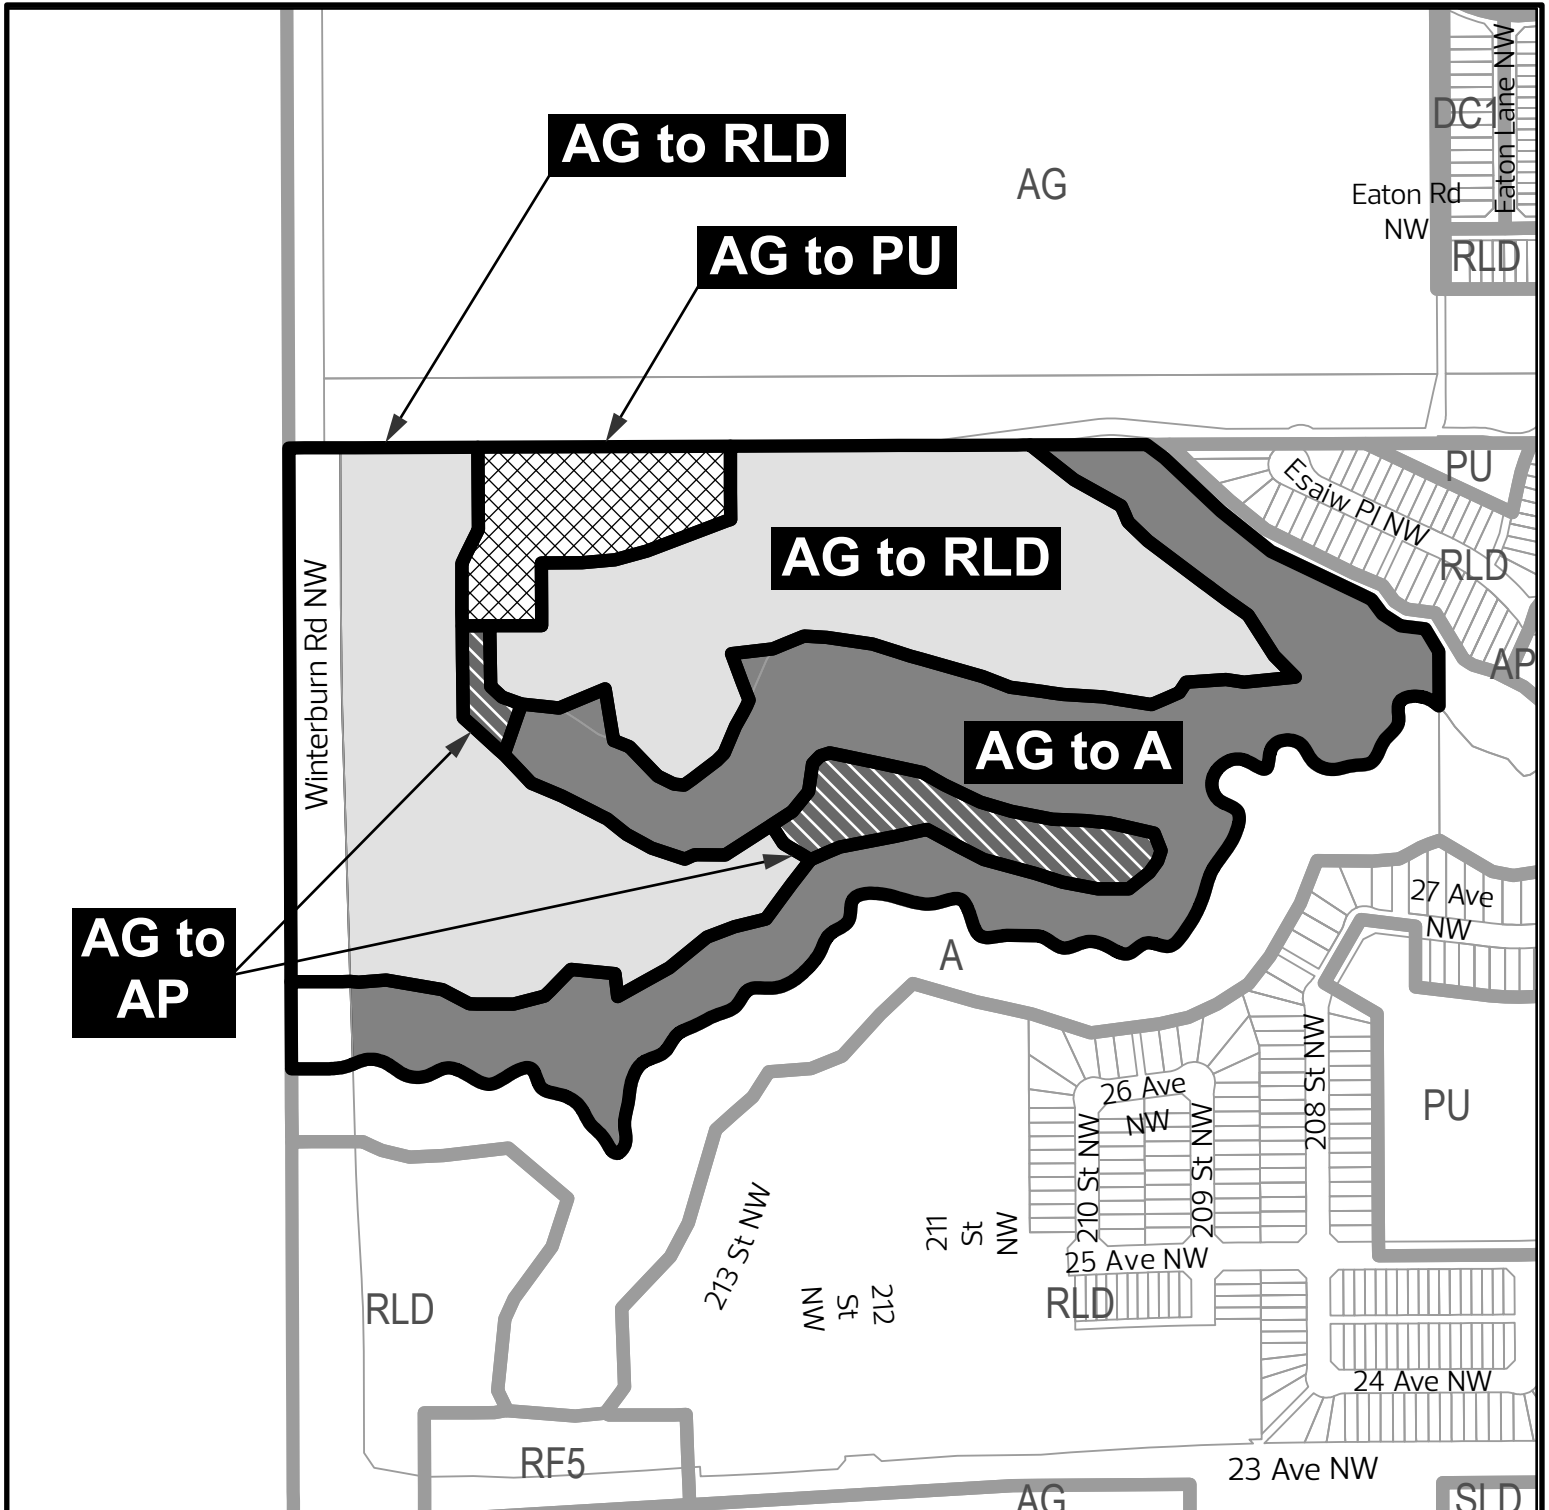 DC1
Eaton Lane NW
AG to RLD
AG
Eaton Rd
NW
AG to PU
RLD
PU
Esaiw Pl NW
AG to RLD
RLD
Winterburn Rd NW
AP
AG to A
27 Ave
NW
AG to
AP
A
208 St NW
26 Ave
NW
PU
210 St NW
209 St NW
213 St NW
211
St
NW
25 Ave NW
212
St
NW
RLD
RLD
24 Ave NW
RF5
23 Ave NW
AG
SLD